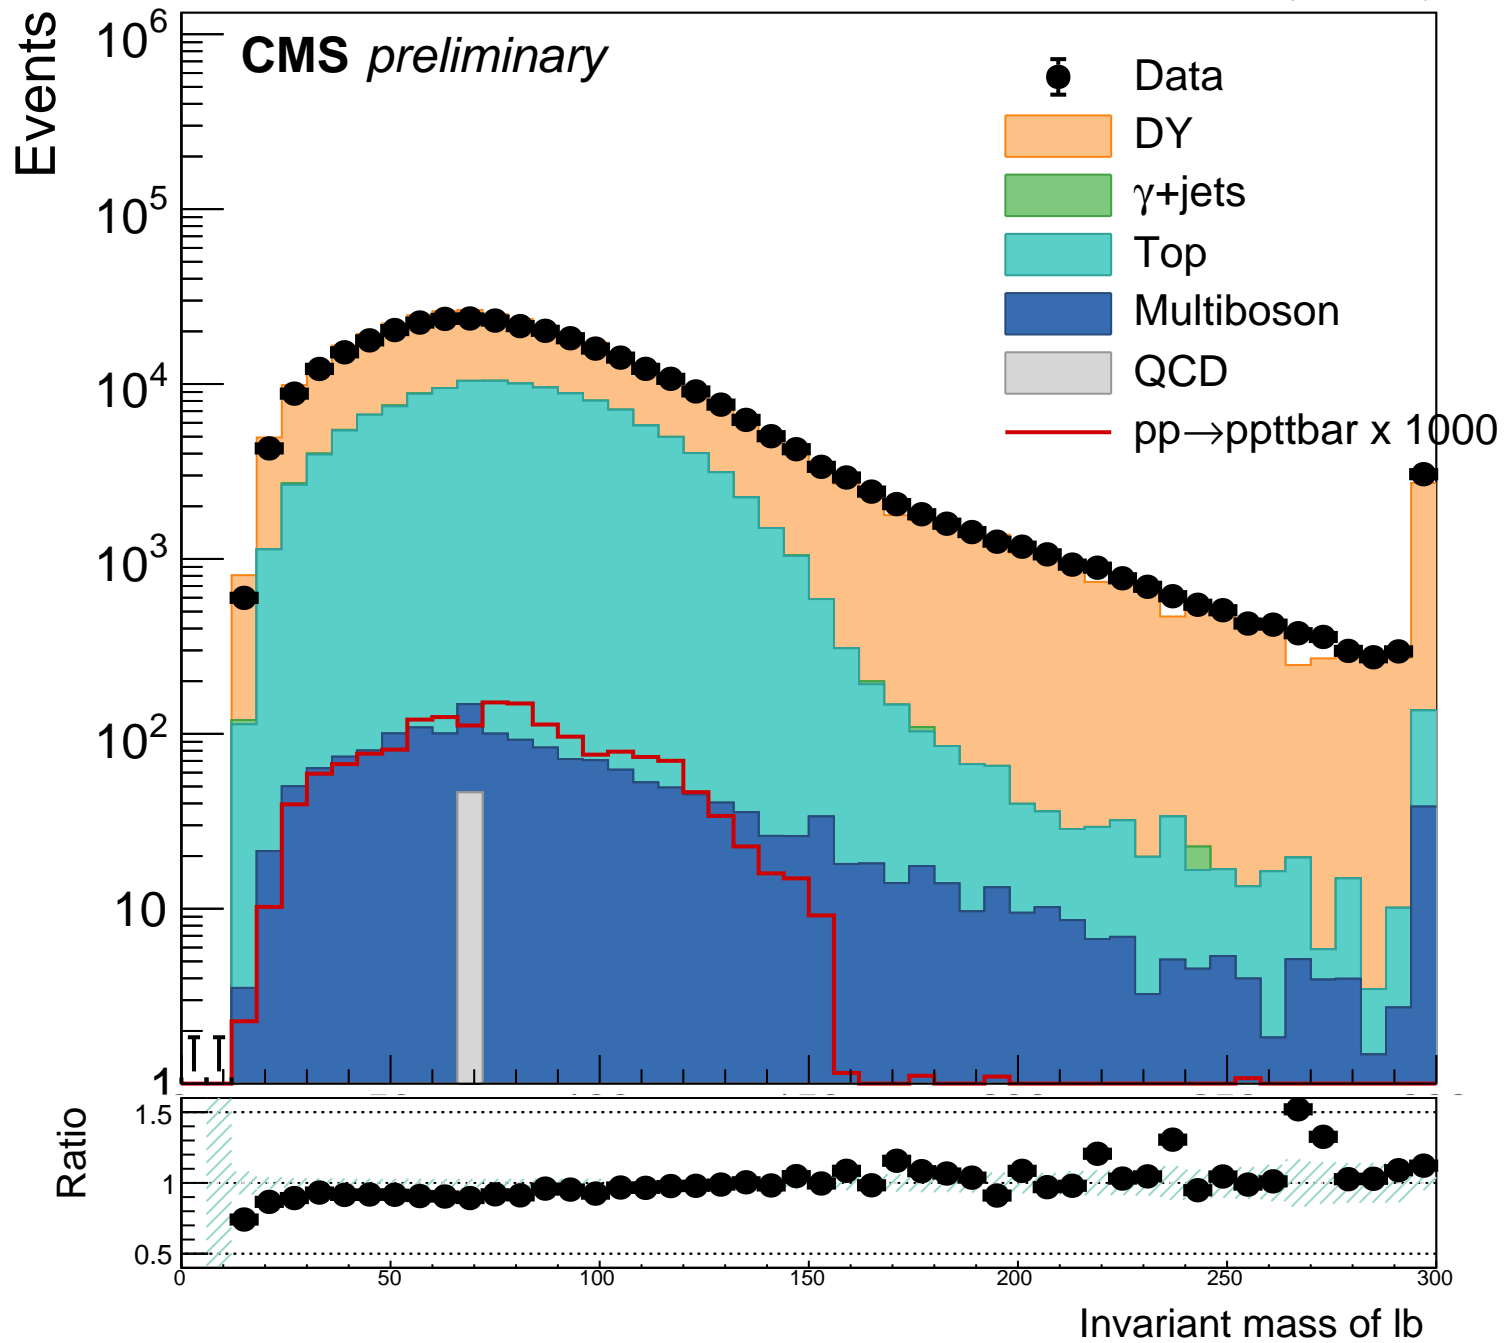 CMS preliminary
Events
10^6
10^5
10^4
10^3
10^2
10
1
Data
DY
γ+jets
Top
Multiboson
QCD
pp→ppttbar x 1000
Ratio
1.5
1
0.5
0 50 100 150 200 250 300
Invariant mass of lb